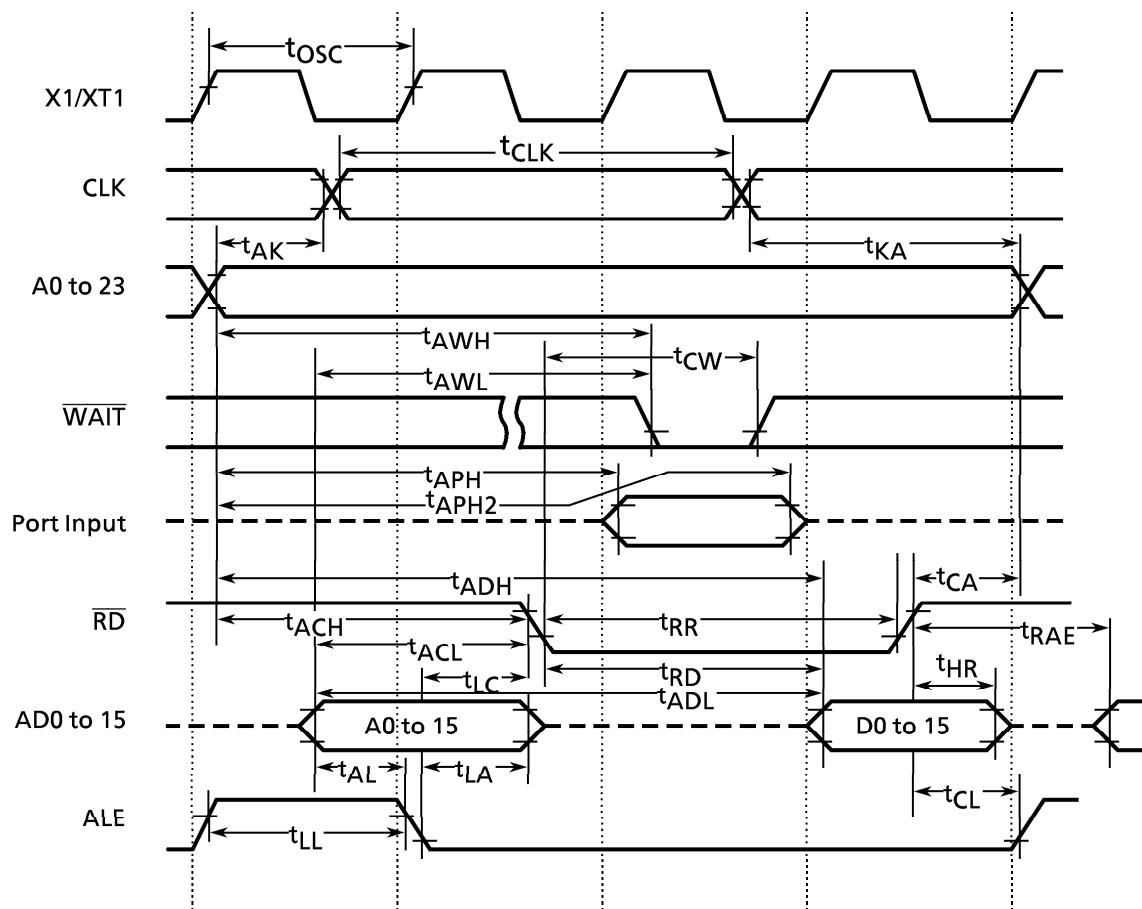 tOSC
X1/XT1
tCLK
CLK
tAK
tKA
A0 to 23
tAWH
tCW
tAWL
WAIT
tAPH
tAPH2
Port Input
tADH
tCA
RD
tACH
tRR
tRAE
tACL
tLC
tRD
tHR
tADL
AD0 to 15
A0 to 15
D0 to 15
tAL
tLA
tCL
ALE
tLL